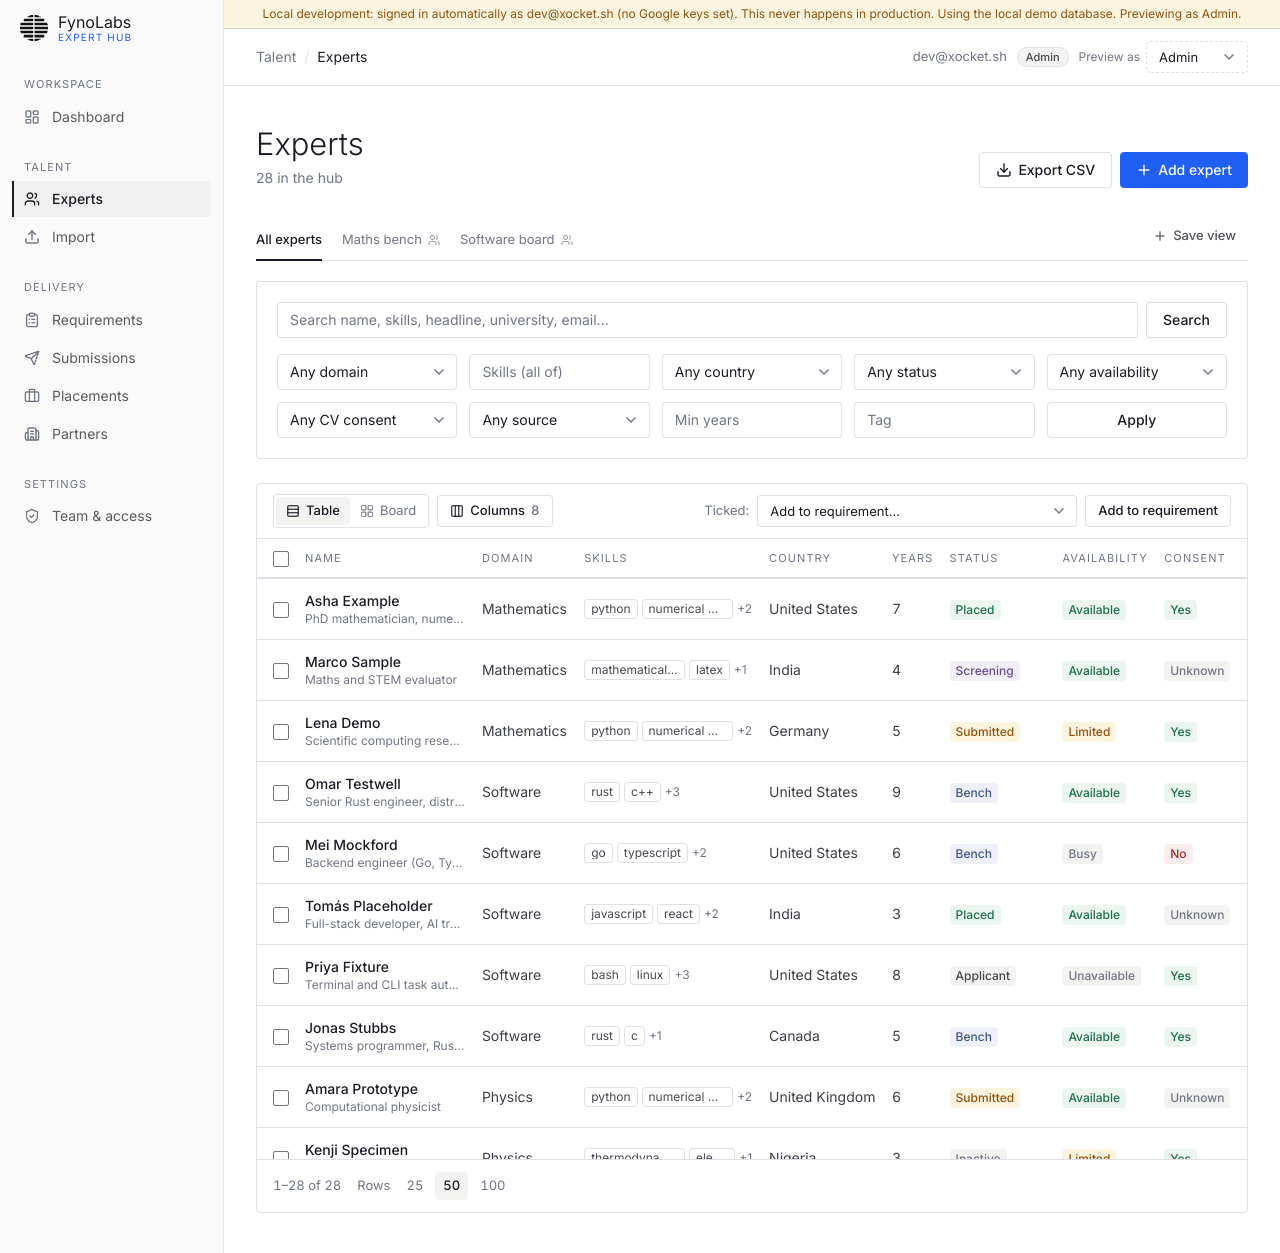 FynoLabs
EXPERT HUB
WORKSPACE
Dashboard
TALENT
Experts
Import
DELIVERY
Requirements
Submissions
Placements
Partners
SETTINGS
Team & access
Local development: signed in automatically as dev@xocket.sh (no Google keys set). This never happens in production. Using the local demo database. Previewing as Admin.
Talent / Experts
dev@xocket.sh Admin Preview as Admin
Experts
28 in the hub
Export CSV
Add expert
All experts Maths bench Software board
Save view
Search name, skills, headline, university, email...
Search
Any domain Skills (all of) Any country Any status Any availability
Any CV consent Any source Min years Tag Apply
Table Board Columns 8 Ticked: Add to requirement... Add to requirement
NAME DOMAIN SKILLS COUNTRY YEARS STATUS AVAILABILITY CONSENT
Asha Example
PhD mathematician, nume...
Mathematics python numerical ... +2 United States 7 Placed Available Yes
Marco Sample
Maths and STEM evaluator
Mathematics mathematical... latex +1 India 4 Screening Available Unknown
Lena Demo
Scientific computing rese...
Mathematics python numerical ... +2 Germany 5 Submitted Limited Yes
Omar Testwell
Senior Rust engineer, distr...
Software rust c++ +3 United States 9 Bench Available Yes
Mei Mockford
Backend engineer (Go, Ty...
Software go typescript +2 United States 6 Bench Busy No
Tomás Placeholder
Full-stack developer, AI tr...
Software javascript react +2 India 3 Placed Available Unknown
Priya Fixture
Terminal and CLI task aut...
Software bash linux +3 United States 8 Applicant Unavailable Yes
Jonas Stubbs
Systems programmer, Rus...
Software rust c +1 Canada 5 Bench Available Yes
Amara Prototype
Computational physicist
Physics python numerical ... +2 United Kingdom 6 Submitted Available Unknown
Kenji Specimen
Physics thermodyna... ele... +1 Nigeria 3 Inactive Limited Yes
1–28 of 28 Rows 25 50 100